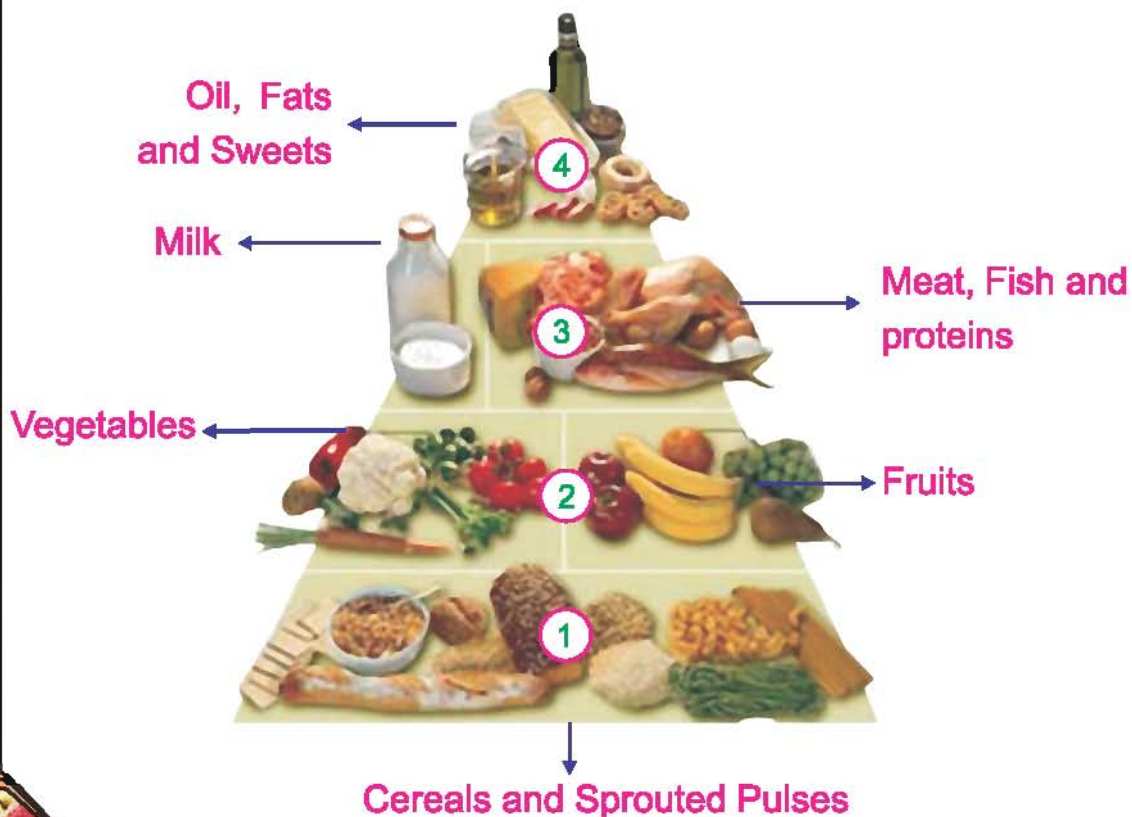 Oil, Fats
and Sweets
4
Milk
Meat, Fish and
proteins
3
Vegetables
2
Fruits
1
Cereals and Sprouted Pulses